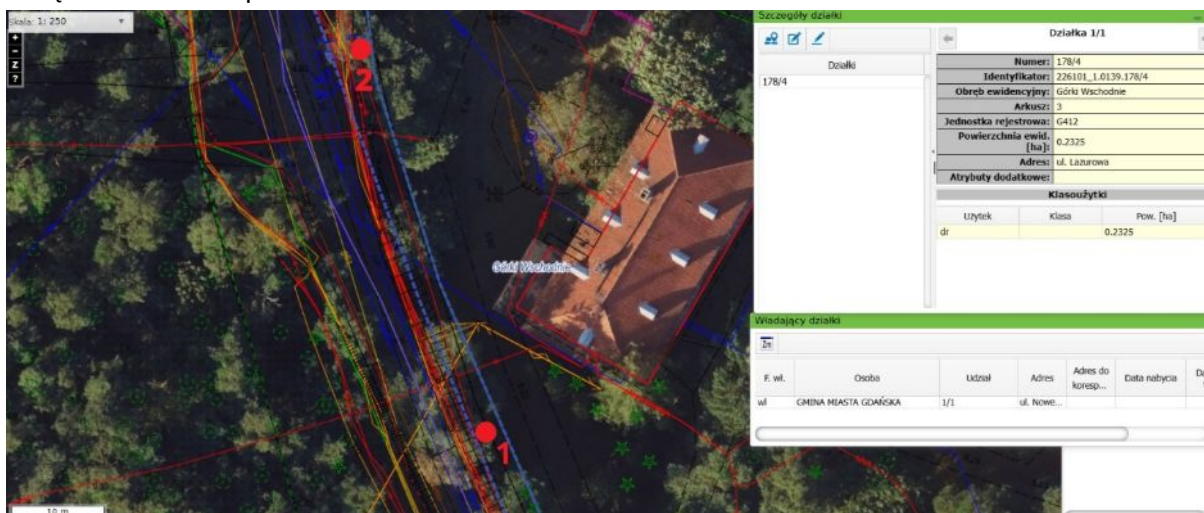 Skala: 1: 250
+
−
Z
?
2
1
Górki Wschodnie
10 m
Szczegóły działki
Działki
178/4
Działka 1/1
Numer: 178/4
Identyfikator: 226101_1.0139.178/4
Obręb ewidencyjny: Górki Wschodnie
Arkusz: 3
Jednostka rejestrowa: G412
Powierzchnia ewid. [ha]: 0.2325
Adres: ul. Lazurowa
Atrybuty dodatkowe:
Klasoużytki
Użytek Klasa Pow. [ha]
dr 0.2325
Władający działki
F. wł. Osoba Udział Adres Adres do koresp... Data nabycia
wł GMINA MIASTA GDAŃSKA 1/1 ul. Nowe...